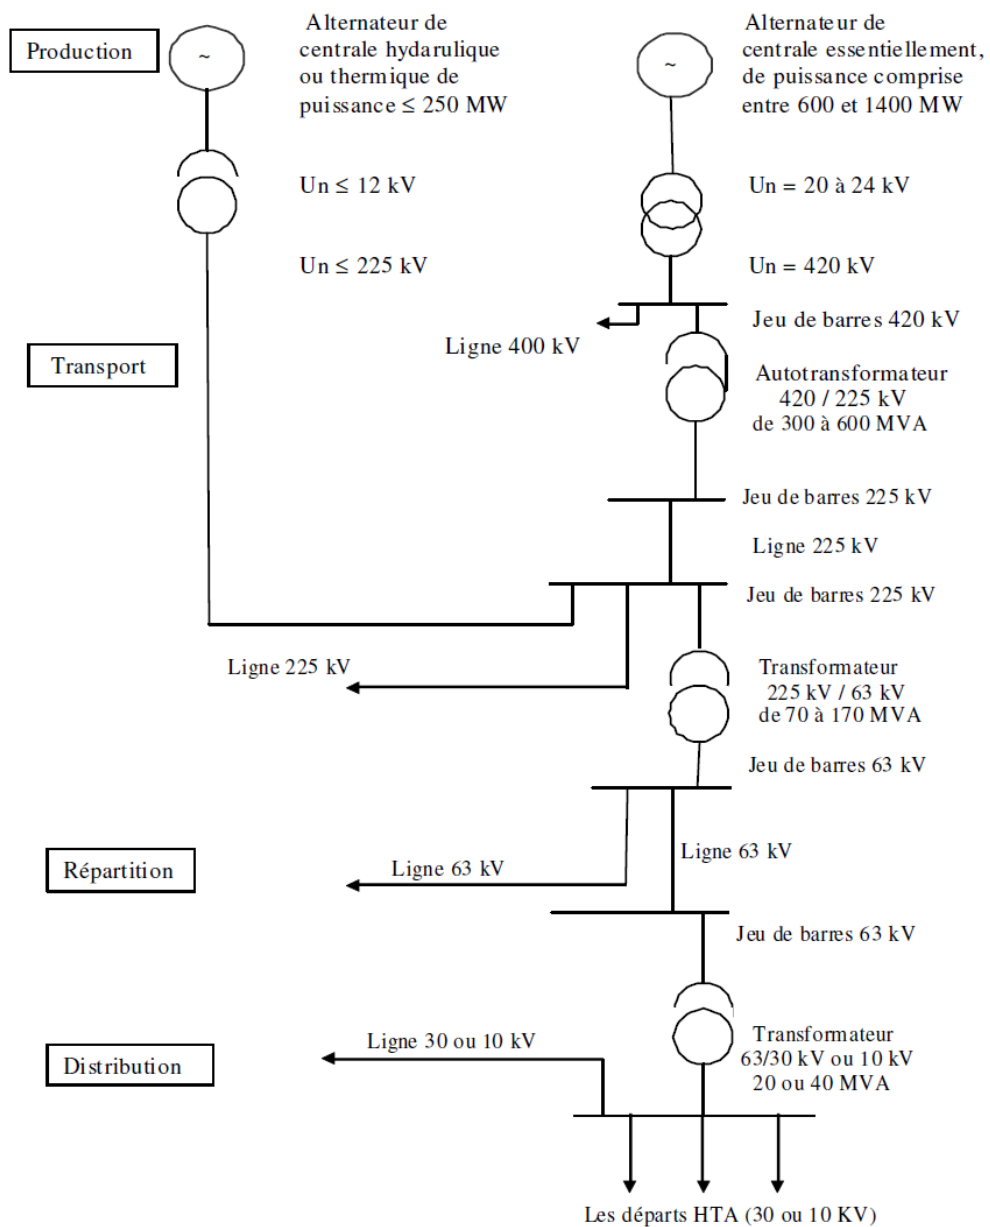 Production
~
Alternateur de
centrale hydarulique
ou thermique de
puissance ≤ 250 MW
~
Alternateur de
centrale essentiellement,
de puissance comprise
entre 600 et 1400 MW
Un ≤ 12 kV
Un = 20 à 24 kV
Un ≤ 225 kV
Un = 420 kV
Jeu de barres 420 kV
Ligne 400 kV
Transport
Autotransformateur
420 / 225 kV
de 300 à 600 MVA
Jeu de barres 225 kV
Ligne 225 kV
Jeu de barres 225 kV
Ligne 225 kV
Transformateur
225 kV / 63 kV
de 70 à 170 MVA
Jeu de barres 63 kV
Répartition
Ligne 63 kV
Ligne 63 kV
Jeu de barres 63 kV
Distribution
Ligne 30 ou 10 kV
Transformateur
63/30 kV ou 10 kV
20 ou 40 MVA
Les départs HTA (30 ou 10 KV)